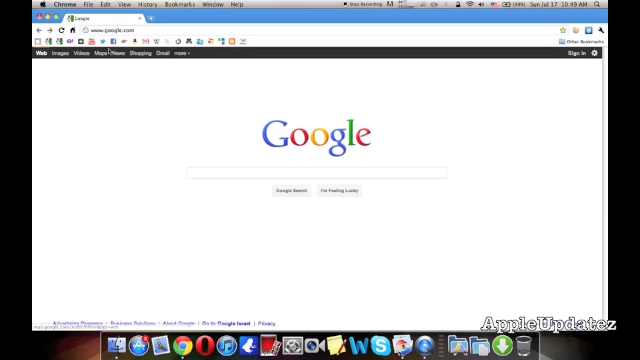 Chrome File Edit View History Bookmarks Window Help Stop Recording (99%) Sun Jul 17 10:49 AM
Google
www.google.com
Other Bookmarks
Web Images Videos Maps News Shopping Gmail more Sign in
Google
Google Search I'm Feeling Lucky
Advertising Programs Business Solutions About Google Go to Google Israel Privacy
AppleUpdatez